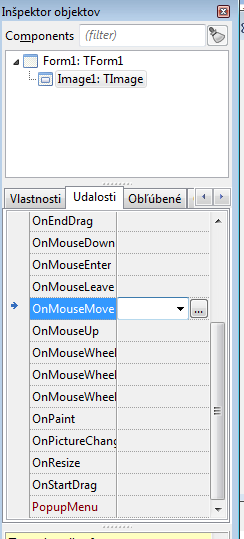 Inšpektor objektov
Components (filter)
Form1: TForm1
Image1: TImage
Vlastnosti Udalosti Obľúbené
OnEndDrag
OnMouseDown
OnMouseEnter
OnMouseLeave
OnMouseMove ...
OnMouseUp
OnMouseWheel
OnMouseWheel
OnMouseWheel
OnPaint
OnPictureChang
OnResize
OnStartDrag
PopupMenu